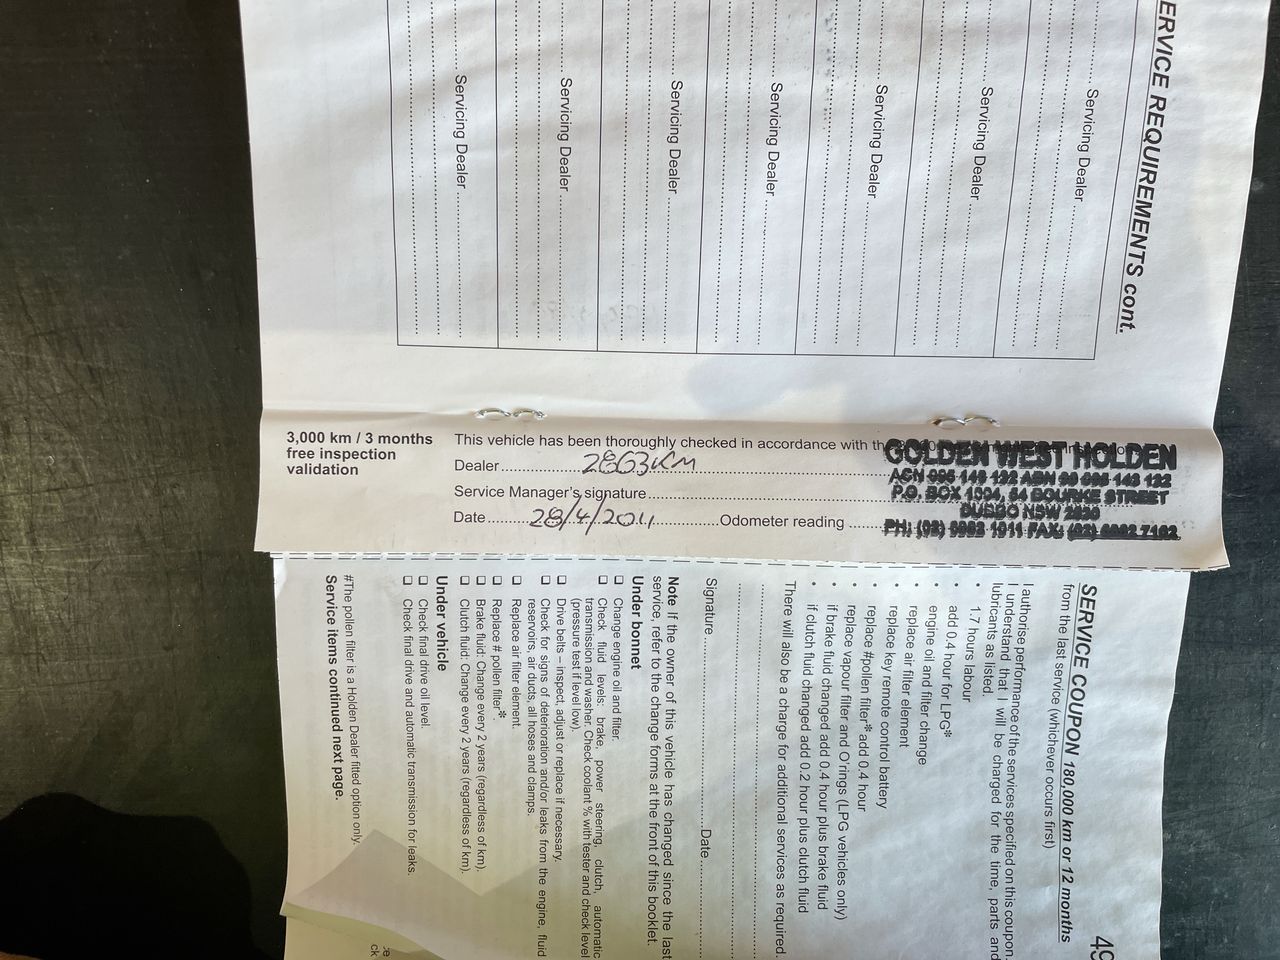 ERVICE REQUIREMENTS cont.
Servicing Dealer
Servicing Dealer
Servicing Dealer
Servicing Dealer
Servicing Dealer
Servicing Dealer
Servicing Dealer
3,000 km / 3 months
free inspection
validation
This vehicle has been thoroughly checked in accordance with
Dealer 2863KM
Service Manager's signature
Date 28/4/2011 Odometer reading
GOLDEN WEST HOLDEN
P.O. BOX 1034, 64 BOURKE STREET
DUBBO NSW 2830
49
SERVICE COUPON 180,000 km or 12 months
from the last service (whichever occurs first)
I authorise performance of the services specified on this coupon.
I understand that I will be charged for the time, parts and
lubricants as listed.
• 1.7 hours labour
• add 0.4 hour for LPG*
engine oil and filter change
• replace air filter element
• replace key remote control battery
• replace #pollen filter* add 0.4 hour
• replace vapour filter and O'rings (LPG vehicles only)
• if brake fluid changed add 0.4 hour plus brake fluid
• if clutch fluid changed add 0.2 hour plus clutch fluid
There will also be a charge for additional services as required.
Signature Date
Note If the owner of this vehicle has changed since the last
service, refer to the change forms at the front of this booklet.
Under bonnet
☐ Change engine oil and filter.
☐ Check fluid levels: brake, power steering, clutch, automatic
transmission and washer. Check coolant % with tester and check level
(pressure test if level low).
☐ Drive belts – inspect, adjust or replace if necessary.
☐ Check for signs of deterioration and/or leaks from the engine, fluid
reservoirs, air ducts, all hoses and clamps.
☐ Replace air filter element.
☐ Replace # pollen filter*.
☐ Brake fluid: Change every 2 years (regardless of km).
☐ Clutch fluid: Change every 2 years (regardless of km).
Under vehicle
☐ Check final drive oil level.
☐ Check final drive and automatic transmission for leaks.
#The pollen filter is a Holden Dealer fitted option only.
Service items continued next page.